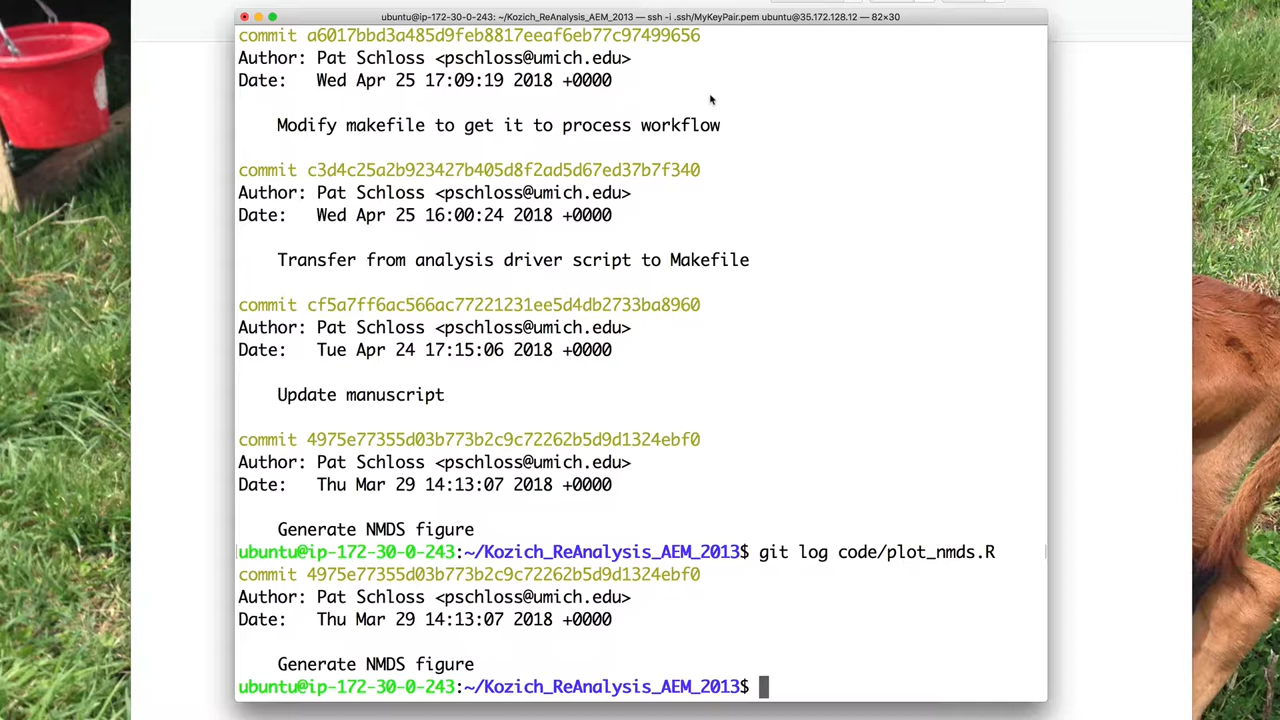 ubuntu@ip-172-30-0-243: ~/Kozich_ReAnalysis_AEM_2013 — ssh -i .ssh/MyKeyPair.pem ubuntu@35.172.128.12 — 82×30
commit a6017bbd3a485d9feb8817eeaf6eb77c97499656
Author: Pat Schloss <pschloss@umich.edu>
Date:   Wed Apr 25 17:09:19 2018 +0000
Modify makefile to get it to process workflow
commit c3d4c25a2b923427b405d8f2ad5d67ed37b7f340
Author: Pat Schloss <pschloss@umich.edu>
Date:   Wed Apr 25 16:00:24 2018 +0000
Transfer from analysis driver script to Makefile
commit cf5a7ff6ac566ac77221231ee5d4db2733ba8960
Author: Pat Schloss <pschloss@umich.edu>
Date:   Tue Apr 24 17:15:06 2018 +0000
Update manuscript
commit 4975e77355d03b773b2c9c72262b5d9d1324ebf0
Author: Pat Schloss <pschloss@umich.edu>
Date:   Thu Mar 29 14:13:07 2018 +0000
Generate NMDS figure
ubuntu@ip-172-30-0-243:~/Kozich_ReAnalysis_AEM_2013$ git log code/plot_nmds.R
commit 4975e77355d03b773b2c9c72262b5d9d1324ebf0
Author: Pat Schloss <pschloss@umich.edu>
Date:   Thu Mar 29 14:13:07 2018 +0000
Generate NMDS figure
ubuntu@ip-172-30-0-243:~/Kozich_ReAnalysis_AEM_2013$